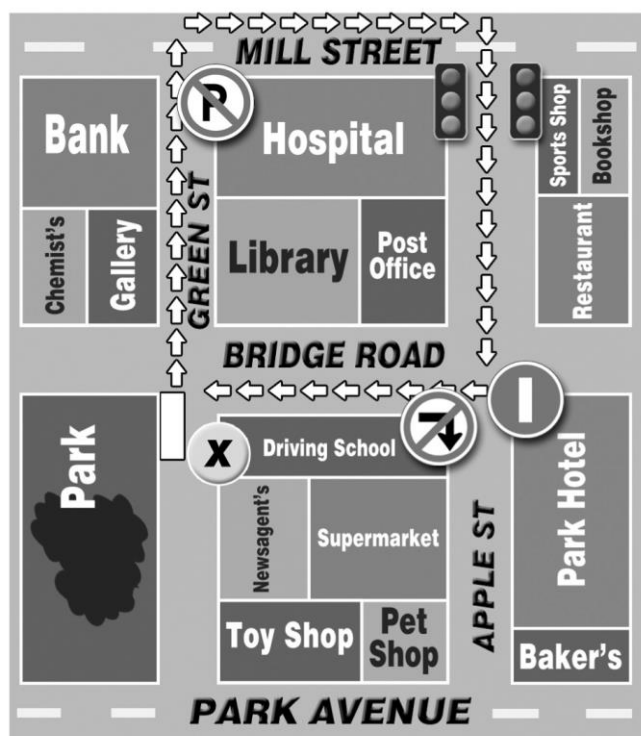 MILL STREET
P
Bank
Hospital
Sports Shop
Bookshop
GREEN ST
Chemist's
Gallery
Library
Post
Office
Restaurant
BRIDGE ROAD
Park
X
Driving School
Newsagent's
Supermarket
APPLE ST
Park Hotel
Toy Shop
Pet
Shop
Baker's
PARK AVENUE